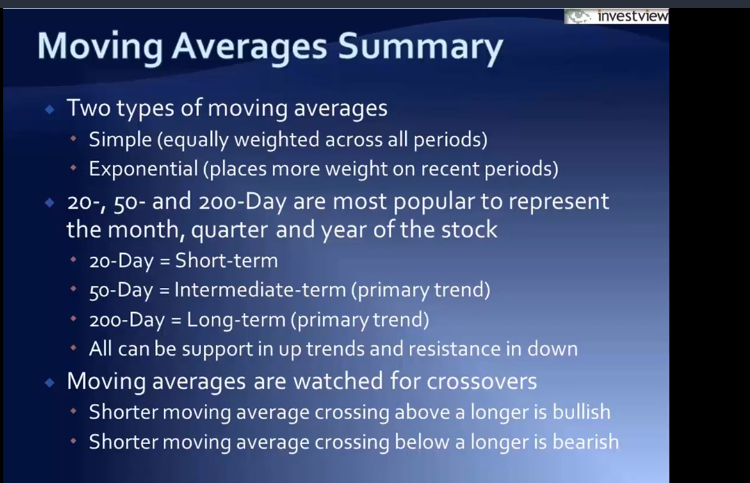 investview
Moving Averages Summary
Two types of moving averages
Simple (equally weighted across all periods)
Exponential (places more weight on recent periods)
20-, 50- and 200-Day are most popular to represent
the month, quarter and year of the stock
20-Day = Short-term
50-Day = Intermediate-term (primary trend)
200-Day = Long-term (primary trend)
All can be support in up trends and resistance in down
Moving averages are watched for crossovers
Shorter moving average crossing above a longer is bullish
Shorter moving average crossing below a longer is bearish